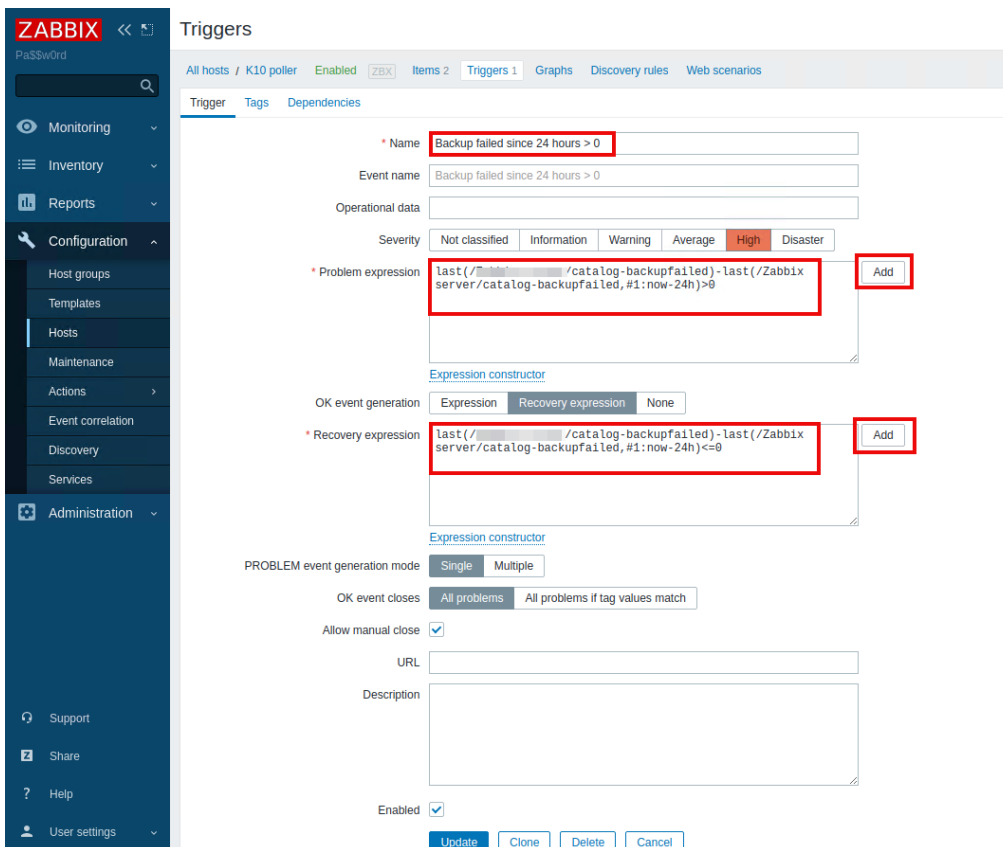 ZABBIX
Triggers
Pa$$w0rd
All hosts / K10 poller Enabled ZBX Items 2 Triggers 1 Graphs Discovery rules Web scenarios
Trigger Tags Dependencies
Monitoring
Inventory
Reports
Configuration
Host groups
Templates
Hosts
Maintenance
Actions
Event correlation
Discovery
Services
Administration
Support
Share
Help
User settings
* Name Backup failed since 24 hours > 0
Event name Backup failed since 24 hours > 0
Operational data
Severity Not classified Information Warning Average High Disaster
* Problem expression last(/ /catalog-backupfailed)-last(/Zabbix Add
server/catalog-backupfailed,#1:now-24h)>0
Expression constructor
OK event generation Expression Recovery expression None
* Recovery expression last(/ /catalog-backupfailed)-last(/Zabbix Add
server/catalog-backupfailed,#1:now-24h)<=0
Expression constructor
PROBLEM event generation mode Single Multiple
OK event closes All problems All problems if tag values match
Allow manual close
URL
Description
Enabled
Update Clone Delete Cancel